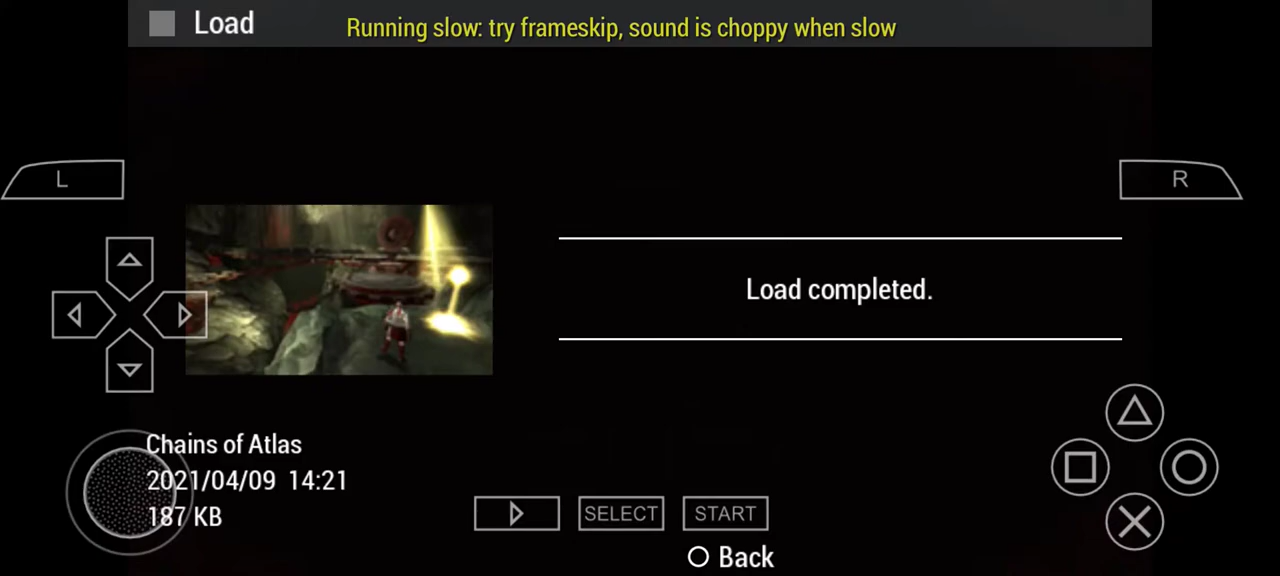 Load
Running slow: try frameskip, sound is choppy when slow
L
R
Load completed.
Chains of Atlas
2021/04/09 14:21
187 KB
SELECT
START
Back